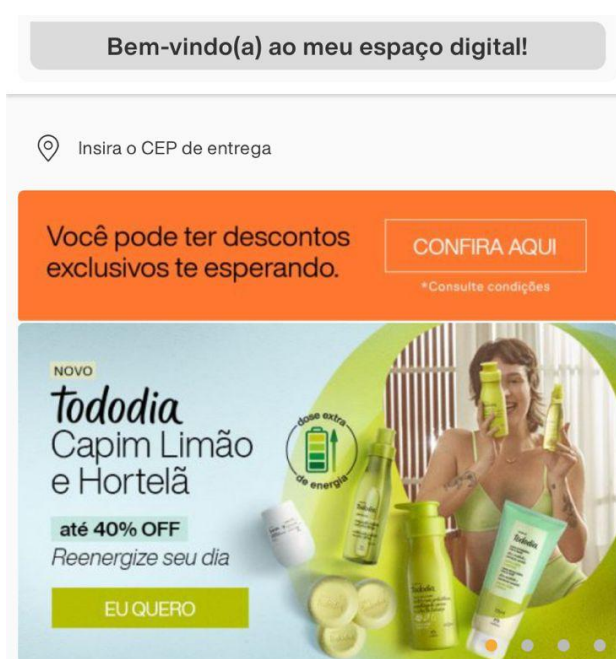 Bem-vindo(a) ao meu espaço digital!
Insira o CEP de entrega
Você pode ter descontos
exclusivos te esperando.
CONFIRA AQUI
*Consulte condições
NOVO
Tododia
Capim Limão
e Hortelã
até 40% OFF
Reenergize seu dia
EU QUERO
dose extra
de energia
Tododia
Tododia